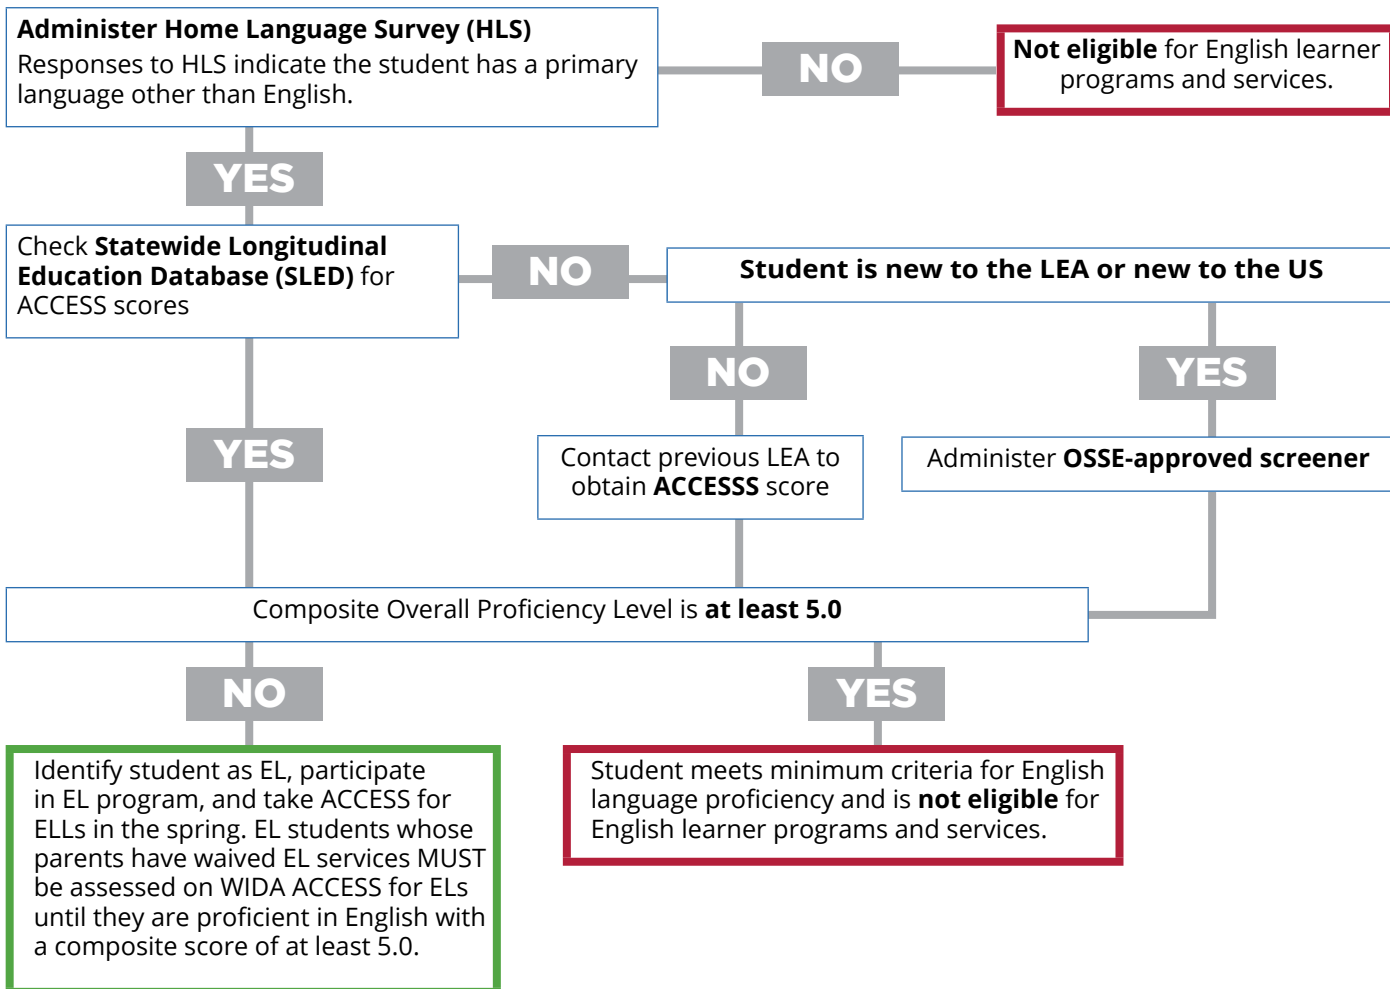 Administer Home Language Survey (HLS)
Responses to HLS indicate the student has a primary
language other than English.
NO
Not eligible for English learner
programs and services.
YES
Check Statewide Longitudinal
Education Database (SLED) for
ACCESS scores
NO
Student is new to the LEA or new to the US
NO
YES
YES
Contact previous LEA to
obtain ACCESSS score
Administer OSSE-approved screener
Composite Overall Proficiency Level is at least 5.0
NO
YES
Identify student as EL, participate
in EL program, and take ACCESS for
ELLs in the spring. EL students whose
parents have waived EL services MUST
be assessed on WIDA ACCESS for ELs
until they are proficient in English with
a composite score of at least 5.0.
Student meets minimum criteria for English
language proficiency and is not eligible for
English learner programs and services.